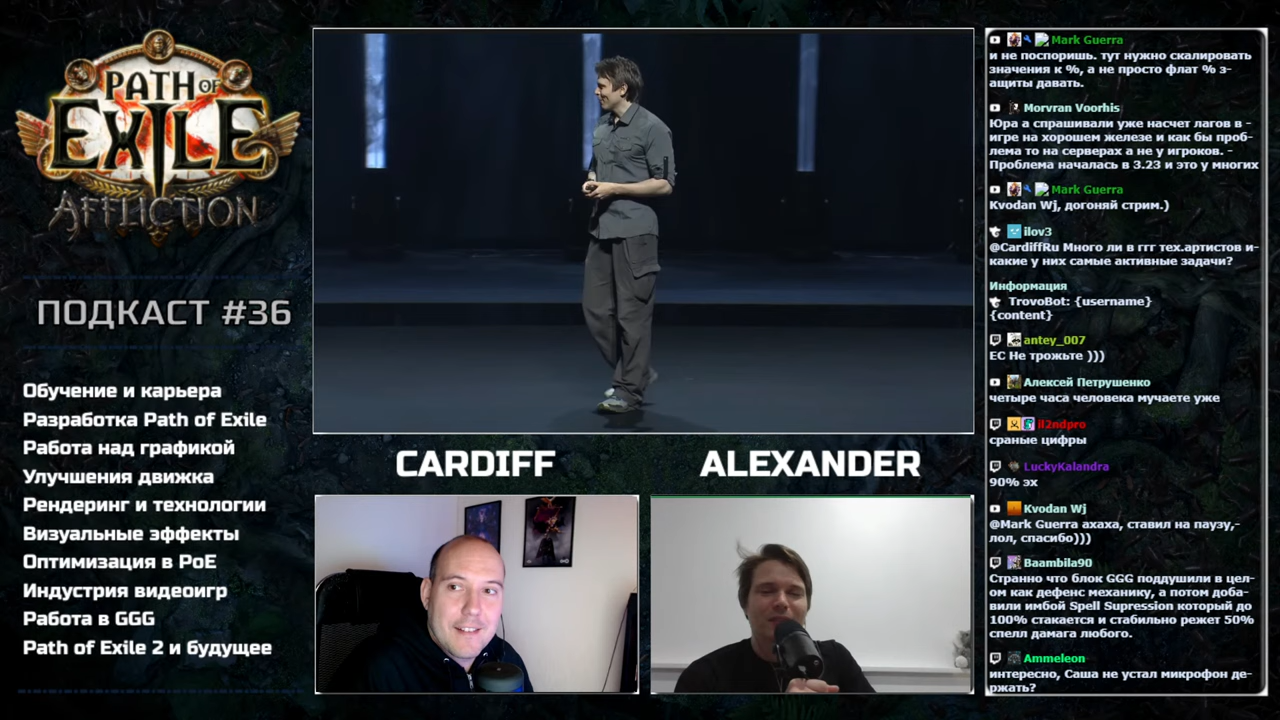 PATH OF
EXILE
AFFLICTION
ПОДКАСТ #36
Обучение и карьера
Разработка Path of Exile
Работа над графикой
Улучшения движка
Рендеринг и технологии
Визуальные эффекты
Оптимизация в PoE
Индустрия видеоигр
Работа в GGG
Path of Exile 2 и будущее
CARDIFF
ALEXANDER
Mark Guerra
и не поспоришь. тут нужно скалировать
значения к %, а не просто флат % з-
ащиты давать.
Morvran Voorhis
Юра а спрашивали уже насчет лагов в -
игре на хорошем железе и как бы проб-
лема то на серверах а не у игроков. -
Проблема началась в 3.23 и это у многих
Mark Guerra
Kvodan Wj, догоняй стрим.)
ilov3
@CardiffRu Много ли в ггг тех.артистов и-
какие у них самые активные задачи?
Информация
TrovoBot: {username}
{content}
antey_007
ЕС Не трожьте )))
Алексей Петрушенко
четыре часа человека мучаете уже
il2ndpro
сраные цифры
LuckyKalandra
90% эх
Kvodan Wj
@Mark Guerra ахаха, ставил на паузу,-
лол, спасибо)))
Baambila90
Странно что блок GGG поддушили в цел-
ом как дефенс механику, а потом доба-
вили имбой Spell Supression который до
100% стакается и стабильно режет 50%
спелл дамага любого.
Ammeleon
интересно, Саша не устал микрофон де-
ржать?